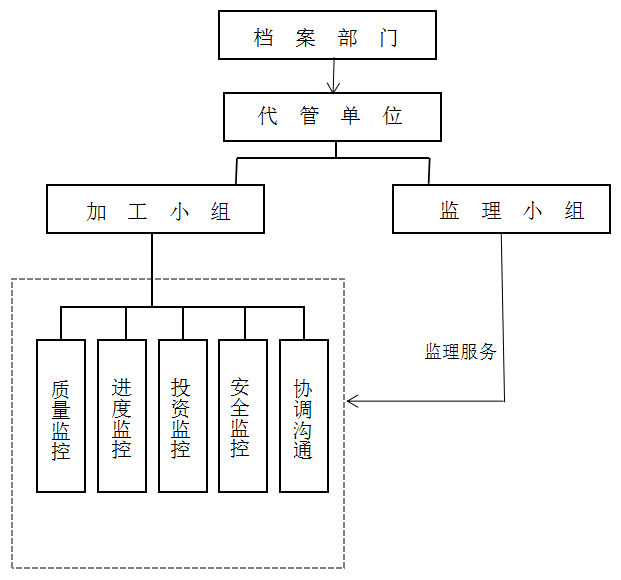 档案部门
代管单位
加工小组
监理小组
监理服务
质量监控
进度监控
投资监控
安全监控
协调沟通